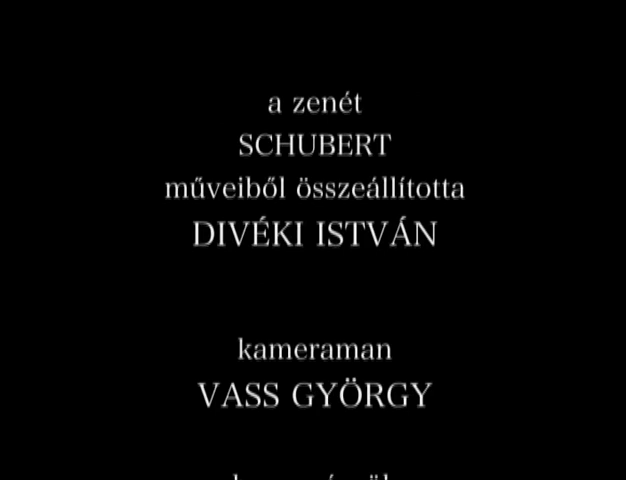 a zenét
SCHUBERT
műveiből összeállította
DIVÉKI ISTVÁN
kameraman
VASS GYÖRGY